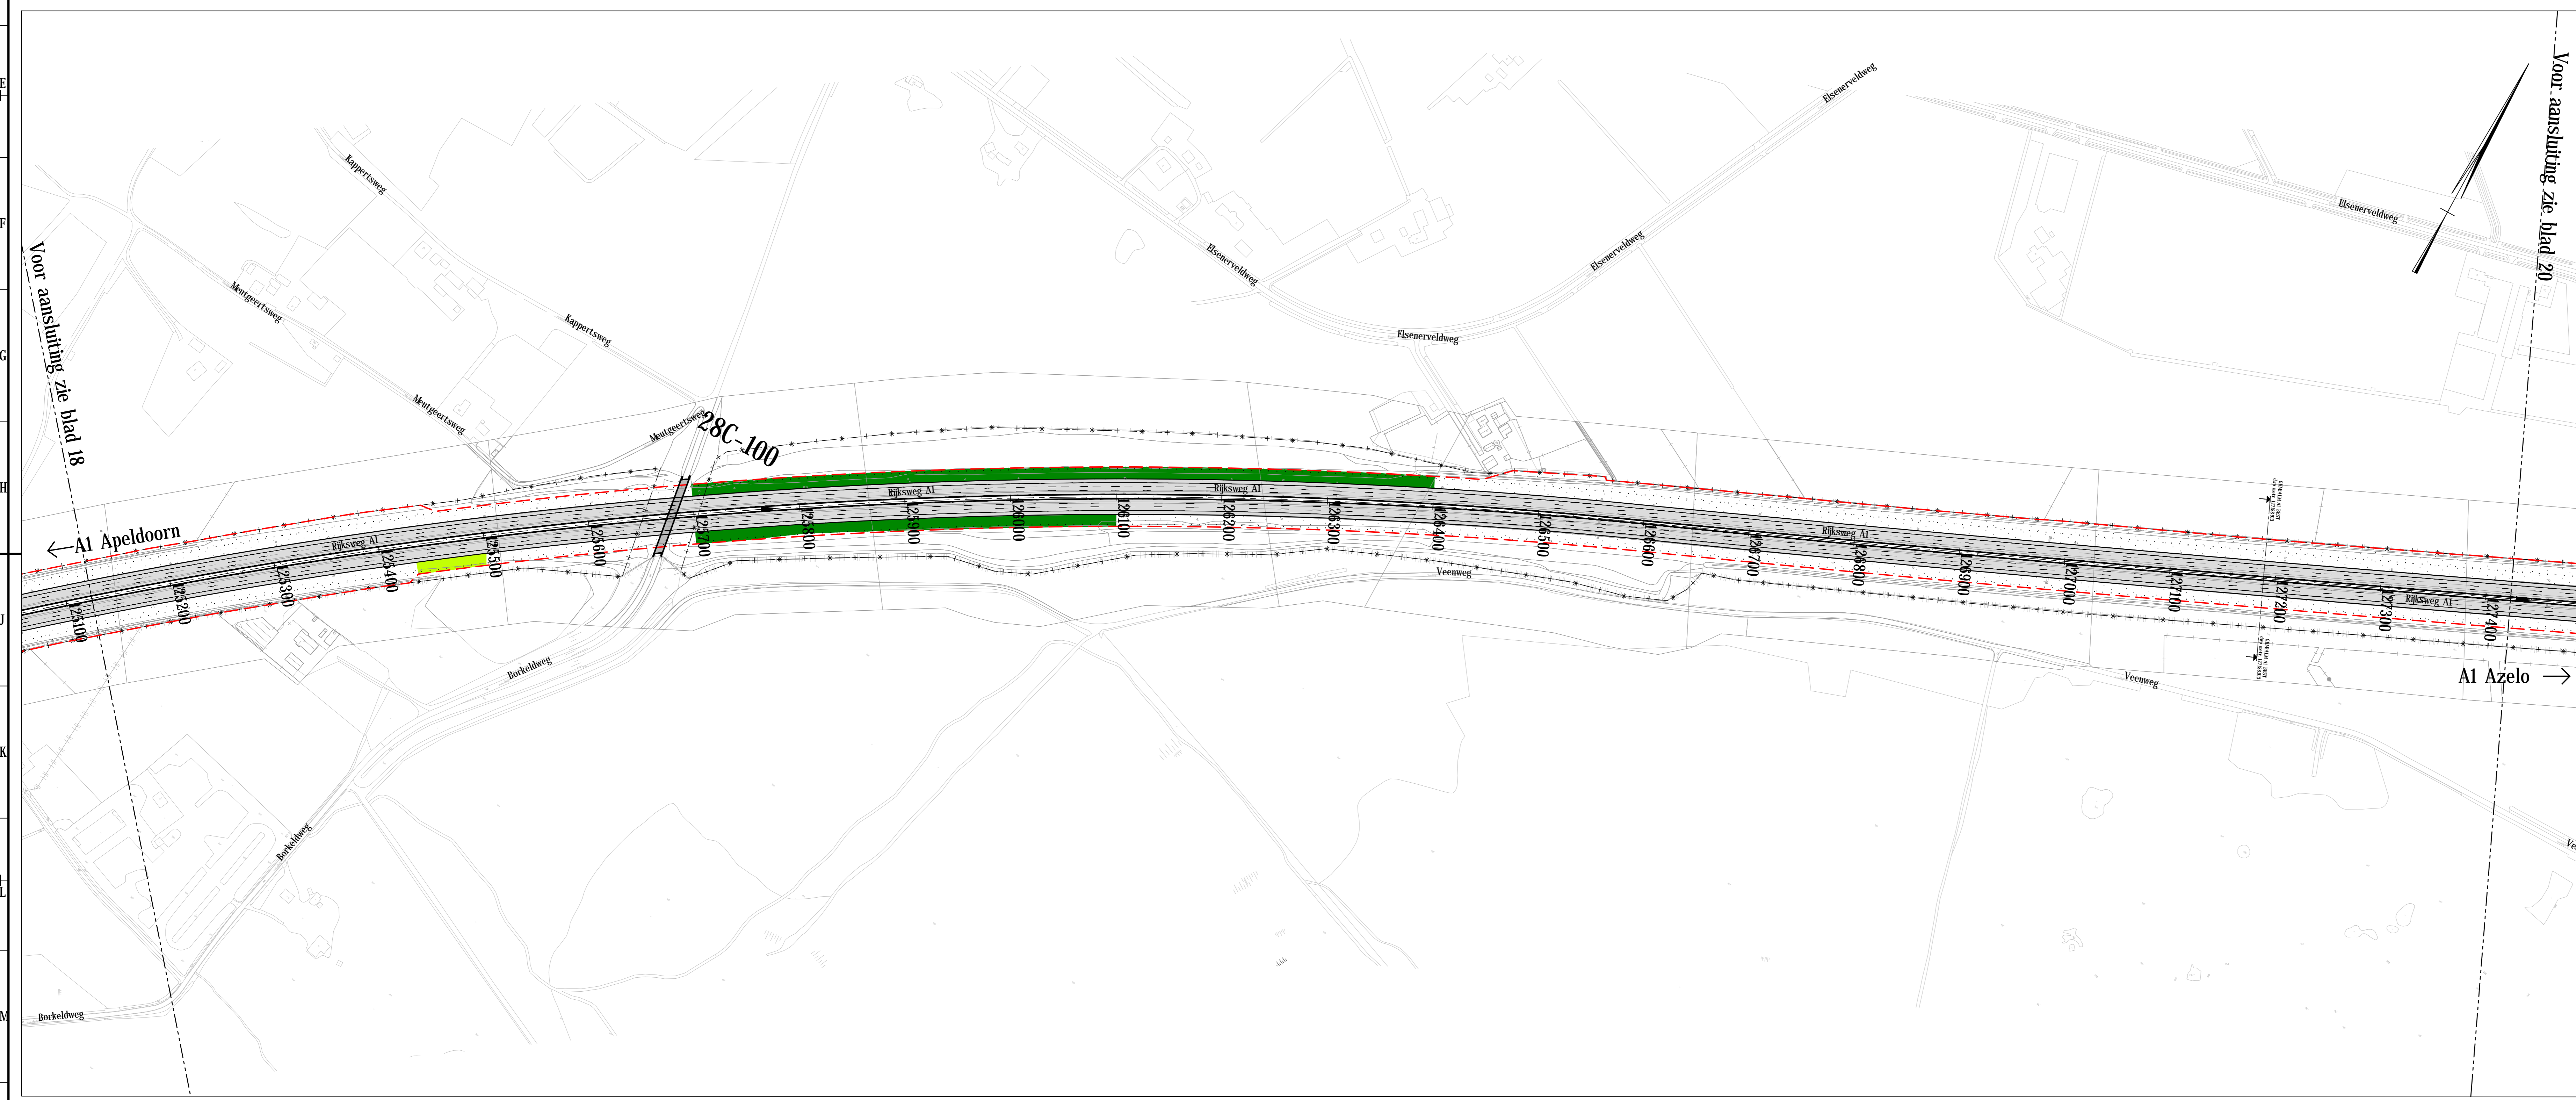 E
F
G
H
J
K
L
M
Voor aansluiting zie blad 18
Voor aansluiting zie blad 20
Kappertsweg
Kappertsweg
Meutgeertsweg
Meutgeertsweg
Meutgeertsweg
28C-100
Elsenerveldweg
Elsenerveldweg
Elsenerveldweg
Elsenerveldweg
Elsenerveldweg
← A1 Apeldoorn
Rijksweg A1
Rijksweg A1
Rijksweg A1
Rijksweg A1
Rijksweg A1
125100
125200
125300
125400
125500
125600
125700
125800
125900
126000
126100
126200
126300
126400
126500
126600
126700
126800
126900
127000
127100
127200
127300
127400
A1 Azelo →
Veenweg
Veenweg
Borkeldweg
Borkeldweg
Borkeldweg